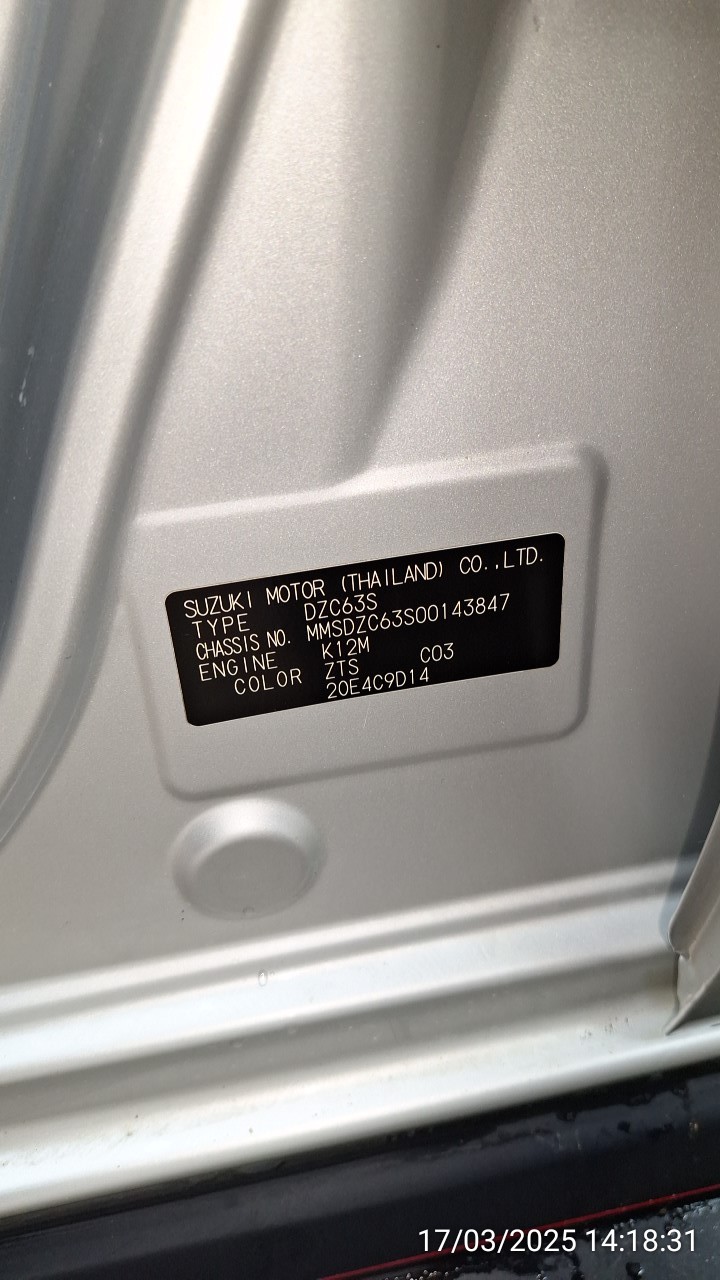 SUZUKI MOTOR (THAILAND) CO.,LTD.
TYPE DZC63S
CHASSIS NO. MMSDZC63S00143847
ENGINE K12M
COLOR ZTS C03
20E4C9D14
17/03/2025 14:18:31